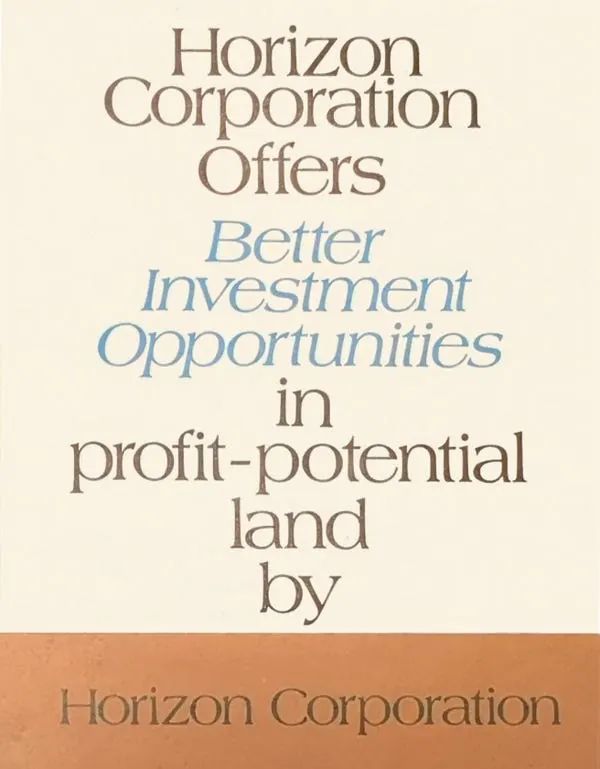 Horizon
Corporation
Offers
Better
Investment
Opportunities
in
profit-potential
land
by
Horizon Corporation